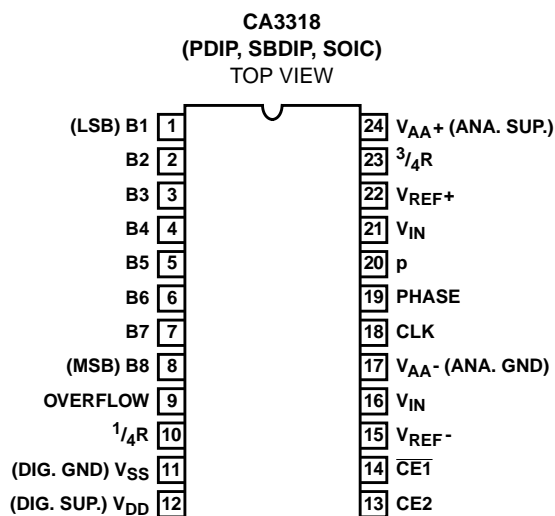 CA3318
(PDIP, SBDIP, SOIC)
TOP VIEW
(LSB) B1 1 24 VAA+ (ANA. SUP.)
B2 2 23 3/4R
B3 3 22 VREF+
B4 4 21 VIN
B5 5 20 p
B6 6 19 PHASE
B7 7 18 CLK
(MSB) B8 8 17 VAA- (ANA. GND)
OVERFLOW 9 16 VIN
1/4R 10 15 VREF-
(DIG. GND) VSS 11 14 CE1
(DIG. SUP.) VDD 12 13 CE2